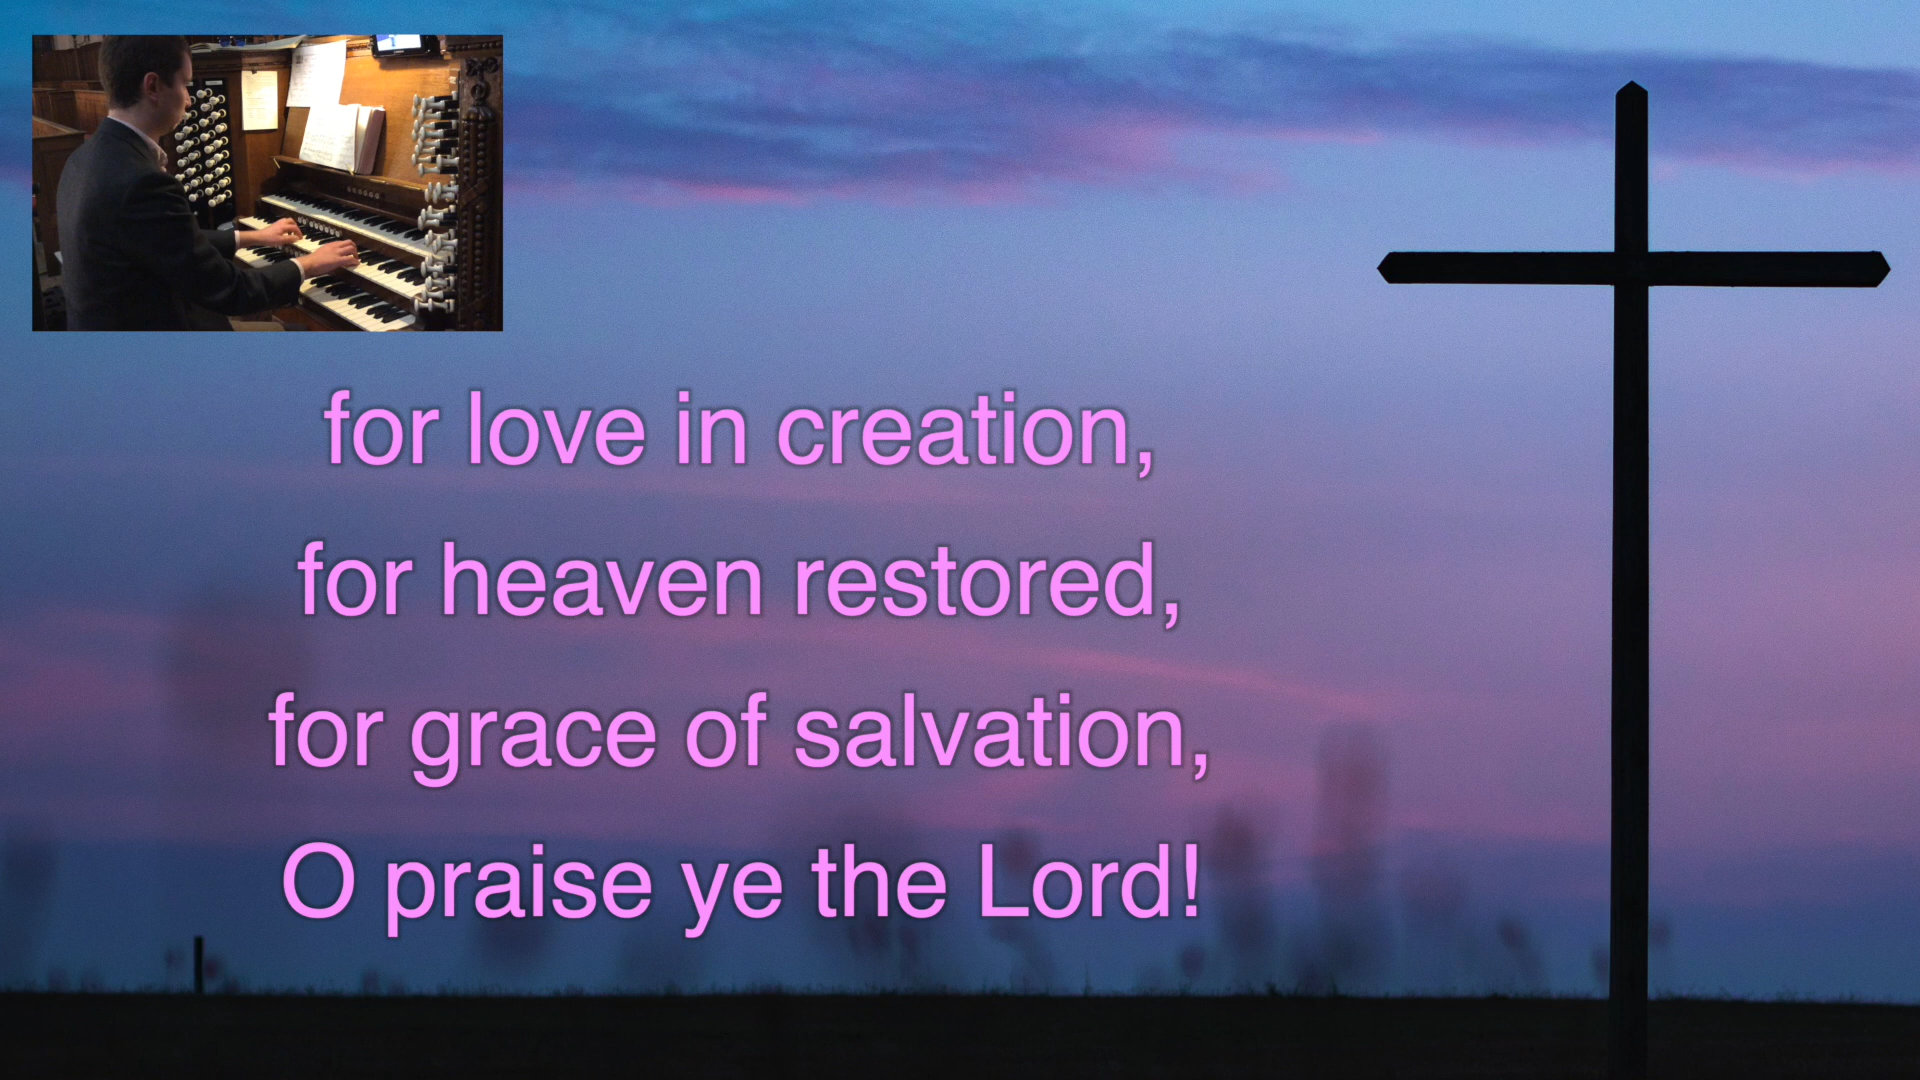 for love in creation,
for heaven restored,
for grace of salvation,
O praise ye the Lord!